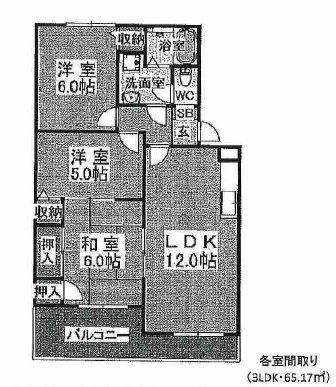 収納
浴室
洋室
6.0帖
洗面室
WC
SB
玄
洋室
5.0帖
収納
押入
和室
6.0帖
LDK
12.0帖
押入
バルコニー
各室間取り
(3LDK･65.17㎡)